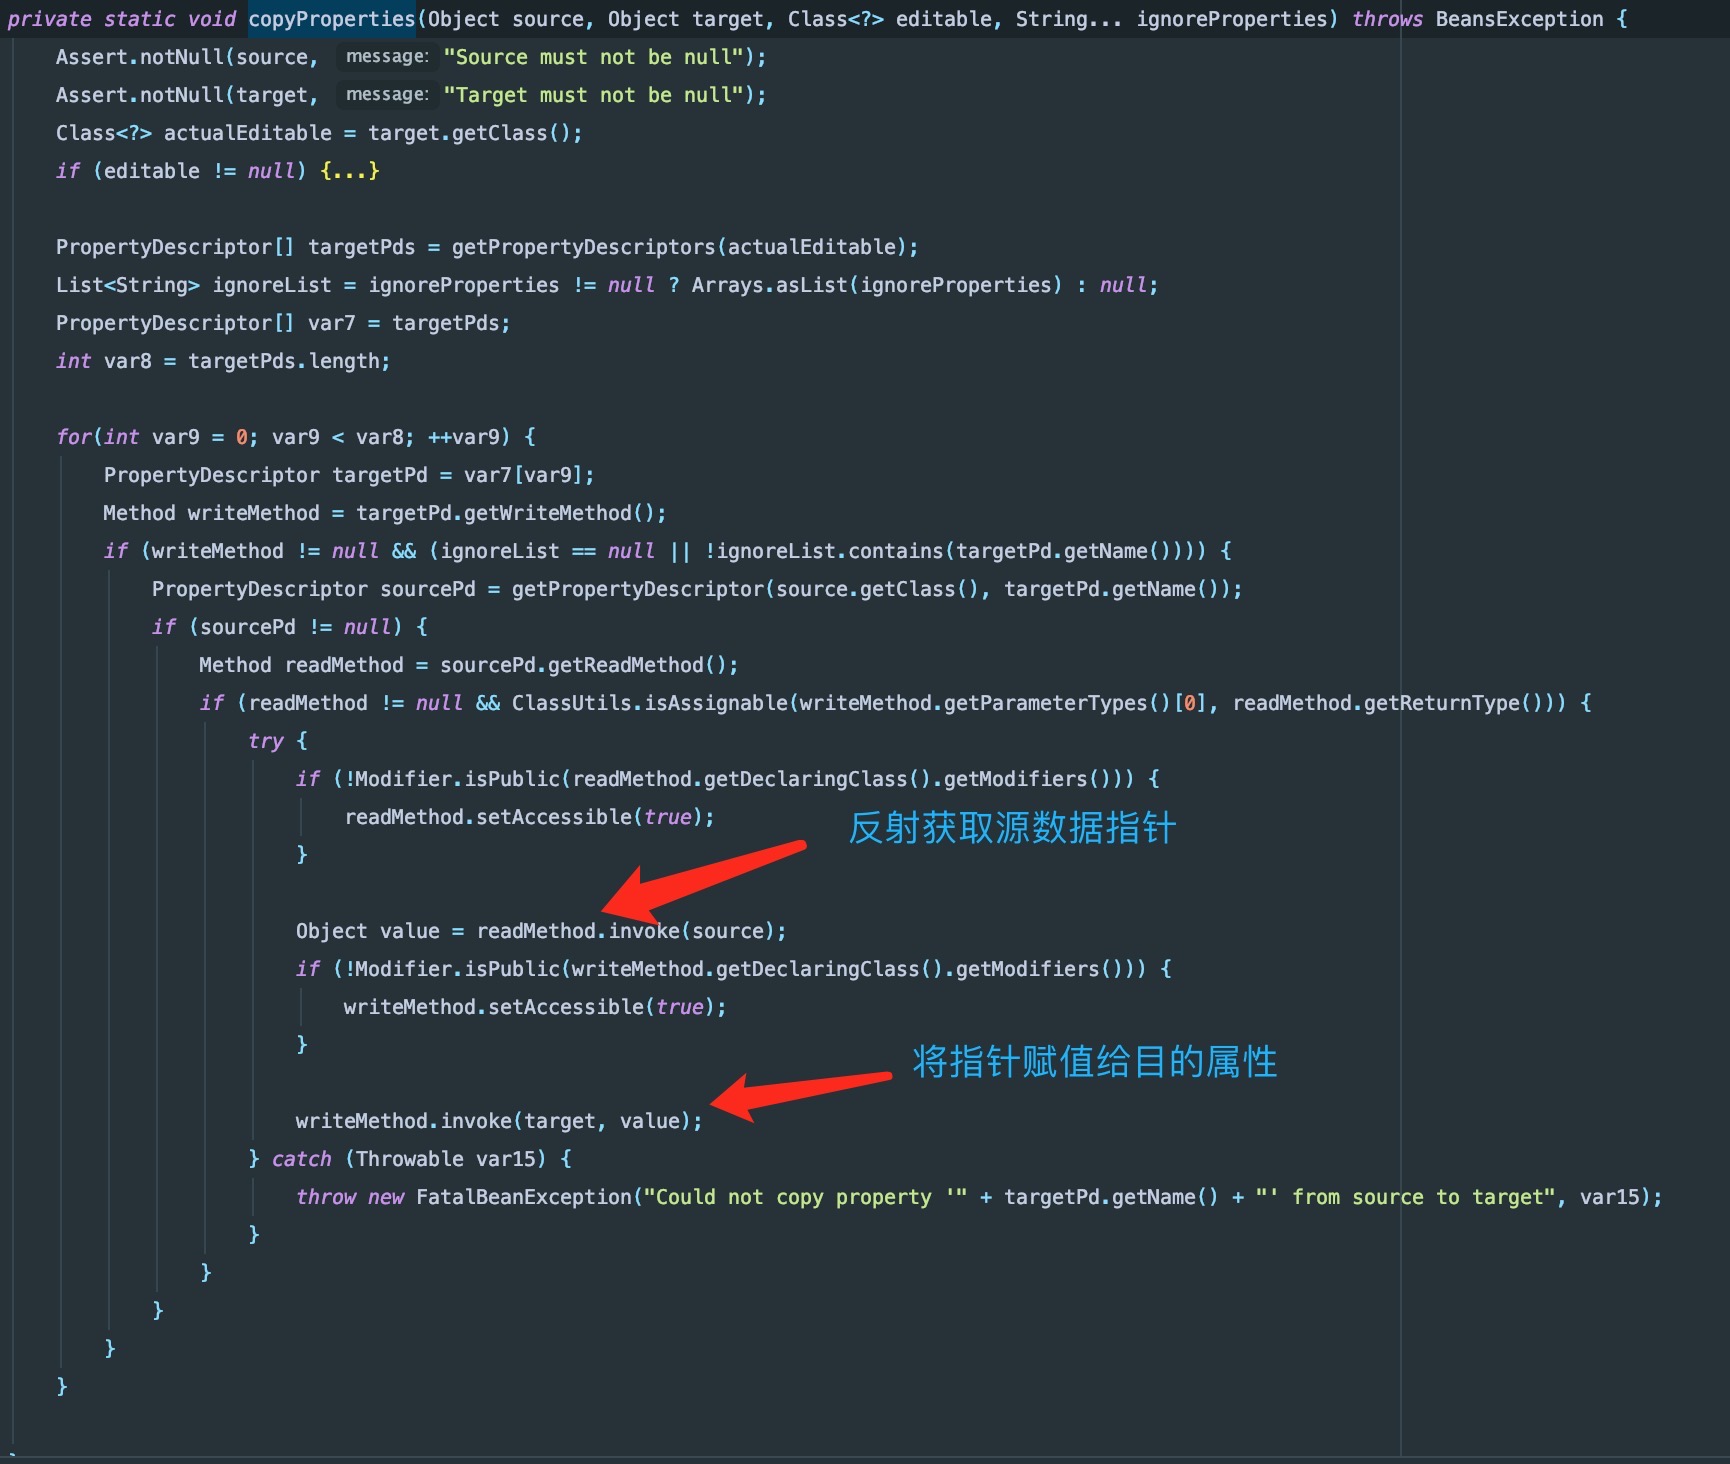 private static void copyProperties(Object source, Object target, Class<?> editable, String... ignoreProperties) throws BeansException {
Assert.notNull(source, message: "Source must not be null");
Assert.notNull(target, message: "Target must not be null");
Class<?> actualEditable = target.getClass();
if (editable != null) {...}
PropertyDescriptor[] targetPds = getPropertyDescriptors(actualEditable);
List<String> ignoreList = ignoreProperties != null ? Arrays.asList(ignoreProperties) : null;
PropertyDescriptor[] var7 = targetPds;
int var8 = targetPds.length;
for(int var9 = 0; var9 < var8; ++var9) {
PropertyDescriptor targetPd = var7[var9];
Method writeMethod = targetPd.getWriteMethod();
if (writeMethod != null && (ignoreList == null || !ignoreList.contains(targetPd.getName()))) {
PropertyDescriptor sourcePd = getPropertyDescriptor(source.getClass(), targetPd.getName());
if (sourcePd != null) {
Method readMethod = sourcePd.getReadMethod();
if (readMethod != null && ClassUtils.isAssignable(writeMethod.getParameterTypes()[0], readMethod.getReturnType())) {
try {
if (!Modifier.isPublic(readMethod.getDeclaringClass().getModifiers())) {
readMethod.setAccessible(true);
反射获取源数据指针
}
Object value = readMethod.invoke(source);
if (!Modifier.isPublic(writeMethod.getDeclaringClass().getModifiers())) {
writeMethod.setAccessible(true);
}
将指针赋值给目的属性
writeMethod.invoke(target, value);
} catch (Throwable var15) {
throw new FatalBeanException("Could not copy property '" + targetPd.getName() + "' from source to target", var15);
}
}
}
}
}